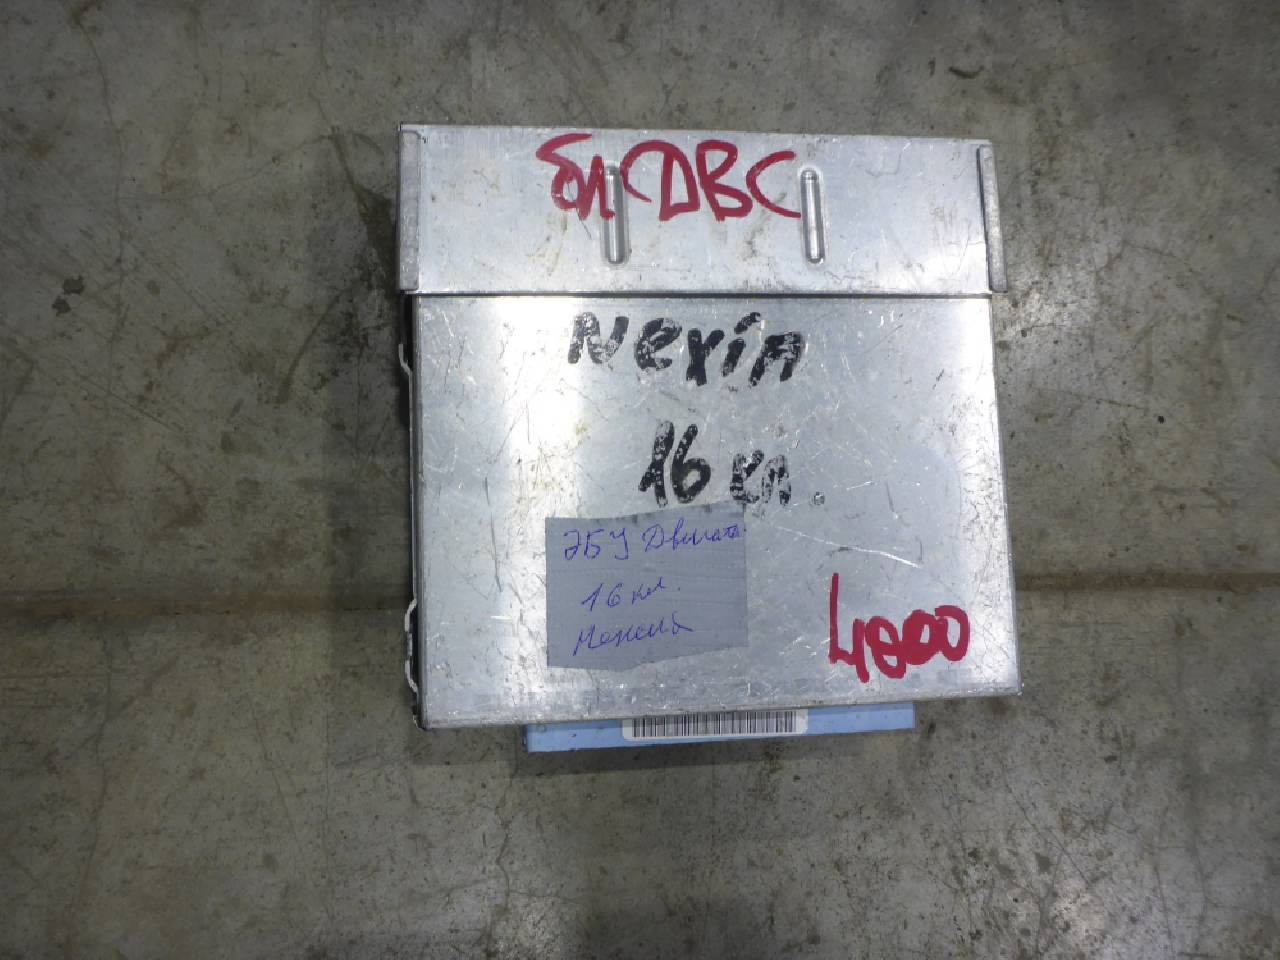 бл ДВС
Nexia
16 кл.
ЭБУ Двигат
16 кл.
Нексия
4800